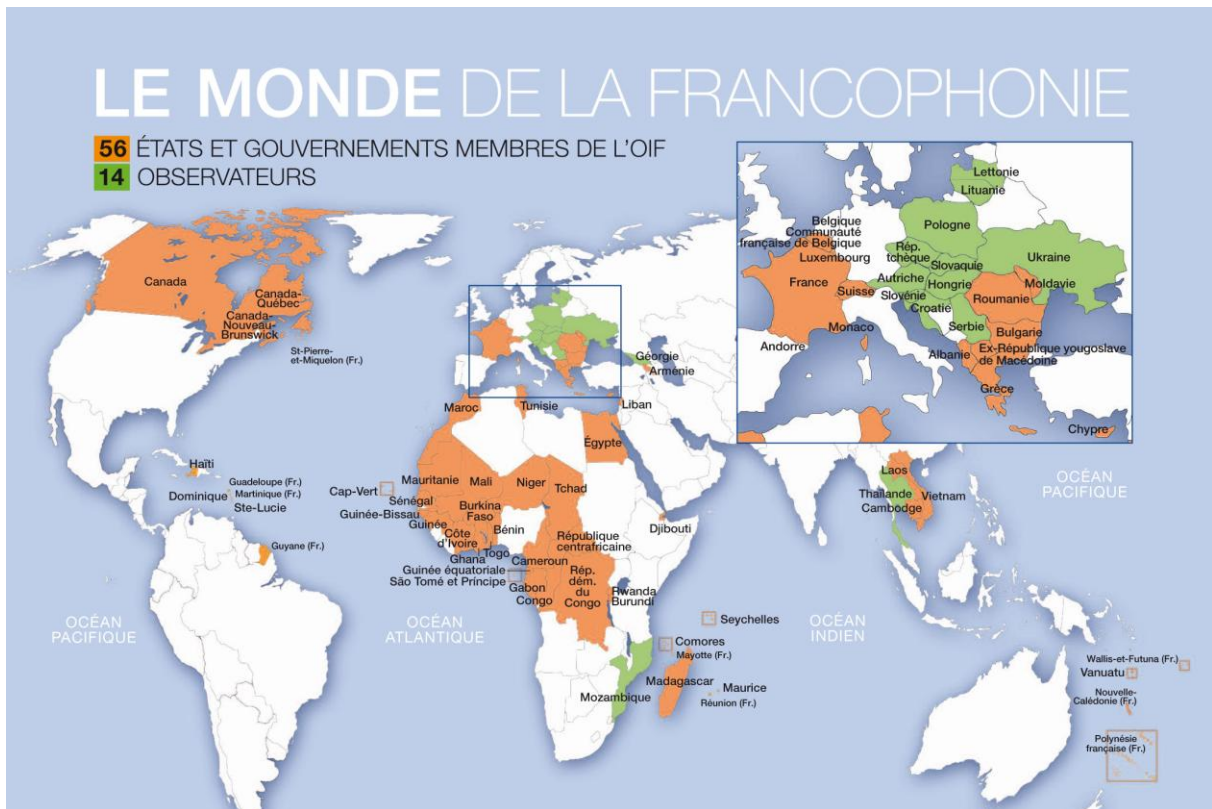 LE MONDE DE LA FRANCOPHONIE
56 ÉTATS ET GOUVERNEMENTS MEMBRES DE L'OIF
14 OBSERVATEURS
Canada
Canada-
Québec
Canada-
Nouveau-
Brunswick
St-Pierre-
et-Miquelon (Fr.)
Haïti
Guadeloupe (Fr.)
Martinique (Fr.)
Dominique
Ste-Lucie
Guyane (Fr.)
OCÉAN
PACIFIQUE
OCÉAN
ATLANTIQUE
Géorgie
Arménie
Liban
Maroc
Tunisie
Égypte
Mauritanie
Mali
Niger
Tchad
Cap-Vert
Sénégal
Guinée-Bissau
Guinée
Burkina
Faso
Côte
d'Ivoire
Bénin
Togo
Ghana
République
centrafricaine
Djibouti
Cameroun
Guinée équatoriale
São Tomé et Príncipe
Gabon
Congo
Rép.
dém.
du
Congo
Rwanda
Burundi
Seychelles
Comores
Mayotte (Fr.)
Madagascar
Maurice
Réunion (Fr.)
Mozambique
OCÉAN
INDIEN
Lettonie
Lituanie
Pologne
Belgique
Communauté
française de Belgique
Luxembourg
Rép.
tchèque
Slovaquie
Ukraine
France
Autriche
Suisse
Hongrie
Moldavie
Slovénie
Croatie
Roumanie
Serbie
Monaco
Bulgarie
Andorre
Albanie
Ex-République yougoslave
de Macédoine
Grèce
Chypre
Laos
Thaïlande
Vietnam
Cambodge
OCÉAN
PACIFIQUE
Wallis-et-Futuna (Fr.)
Vanuatu
Nouvelle-
Calédonie (Fr.)
Polynésie
française (Fr.)